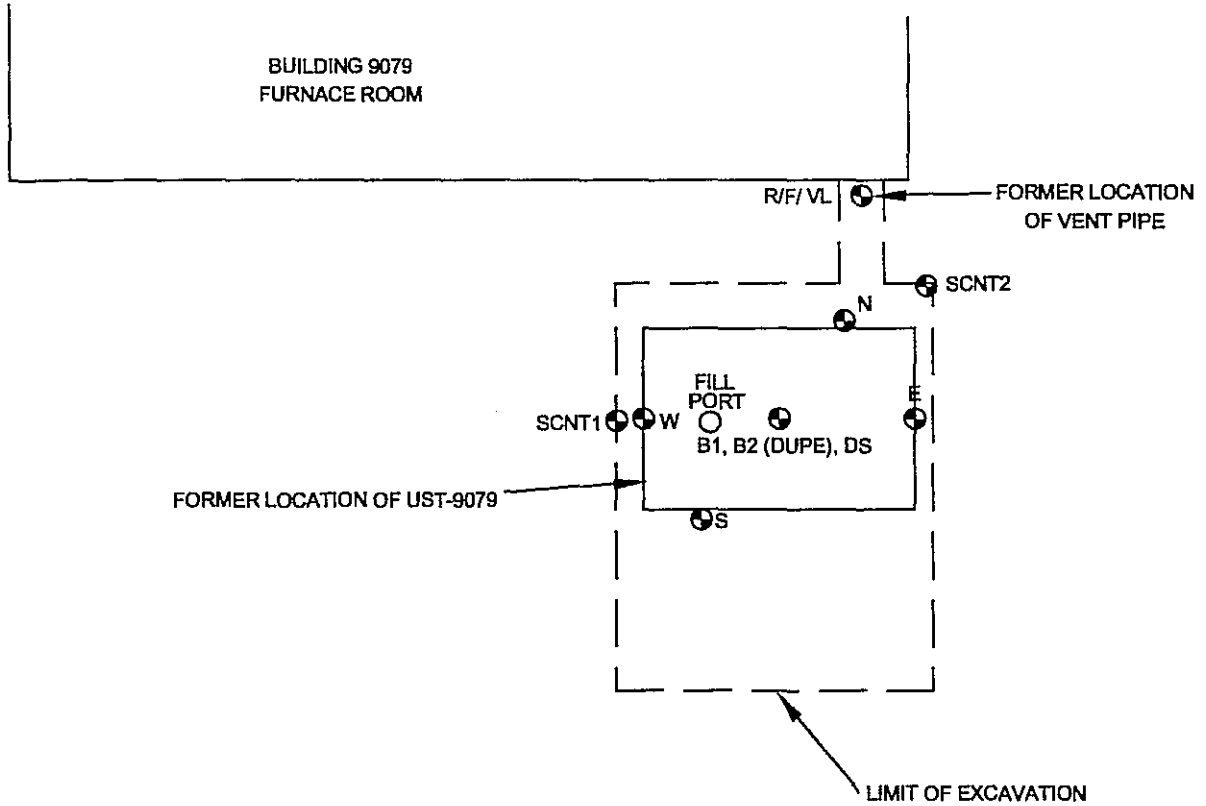 BUILDING 9079
FURNACE ROOM
R/F/ VL
FORMER LOCATION
OF VENT PIPE
SCNT2
N
FILL
PORT
E
SCNT1
W
B1, B2 (DUPE), DS
FORMER LOCATION OF UST-9079
S
LIMIT OF EXCAVATION